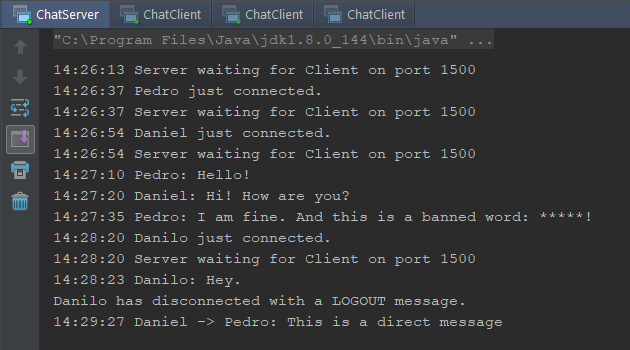 ChatServer ChatClient ChatClient ChatClient
"C:\Program Files\Java\jdk1.8.0_144\bin\java" ...
14:26:13 Server waiting for Client on port 1500
14:26:37 Pedro just connected.
14:26:37 Server waiting for Client on port 1500
14:26:54 Daniel just connected.
14:26:54 Server waiting for Client on port 1500
14:27:10 Pedro: Hello!
14:27:20 Daniel: Hi! How are you?
14:27:35 Pedro: I am fine. And this is a banned word: *****!
14:28:20 Danilo just connected.
14:28:20 Server waiting for Client on port 1500
14:28:23 Danilo: Hey.
Danilo has disconnected with a LOGOUT message.
14:29:27 Daniel -> Pedro: This is a direct message